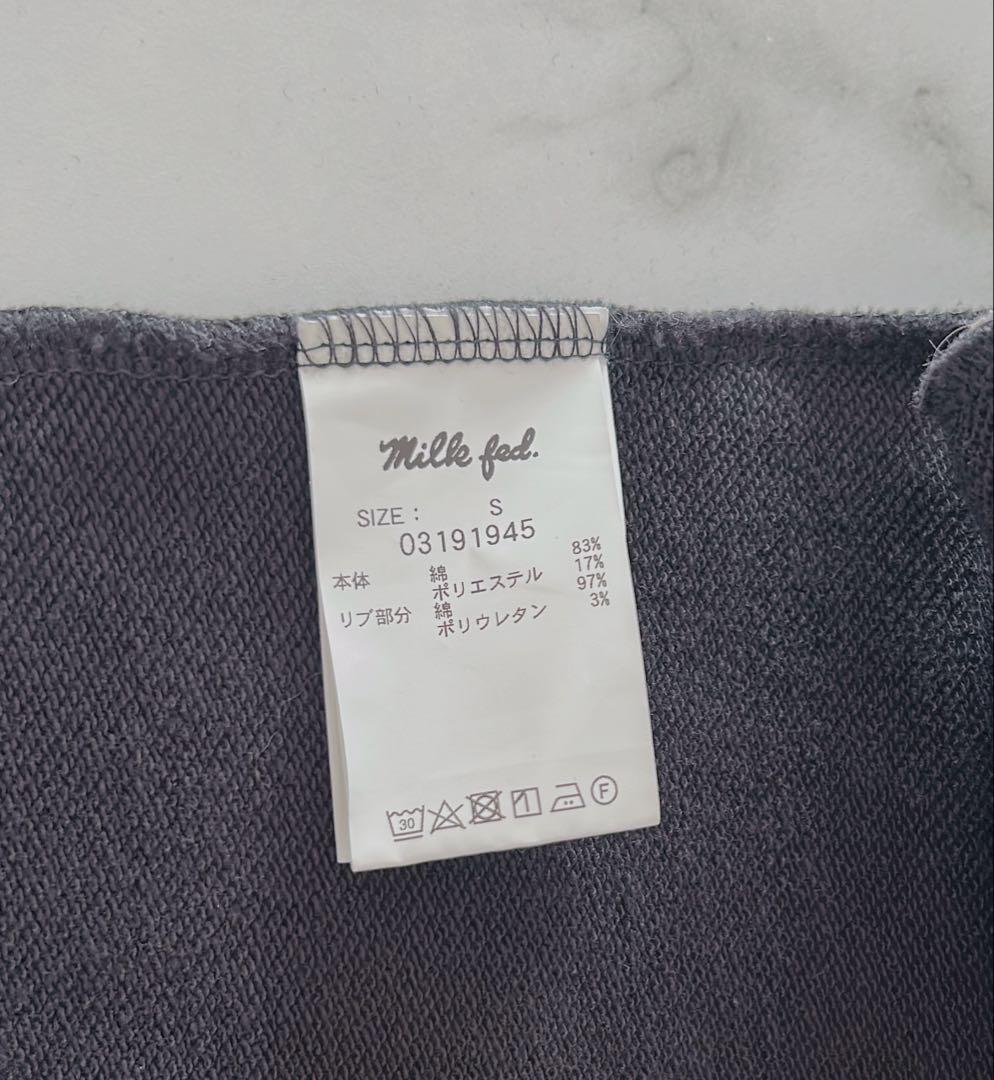 Milk fed.
SIZE : S
03191945
本体 綿 83%
ポリエステル 17%
リブ部分 綿 97%
ポリウレタン 3%
30 F